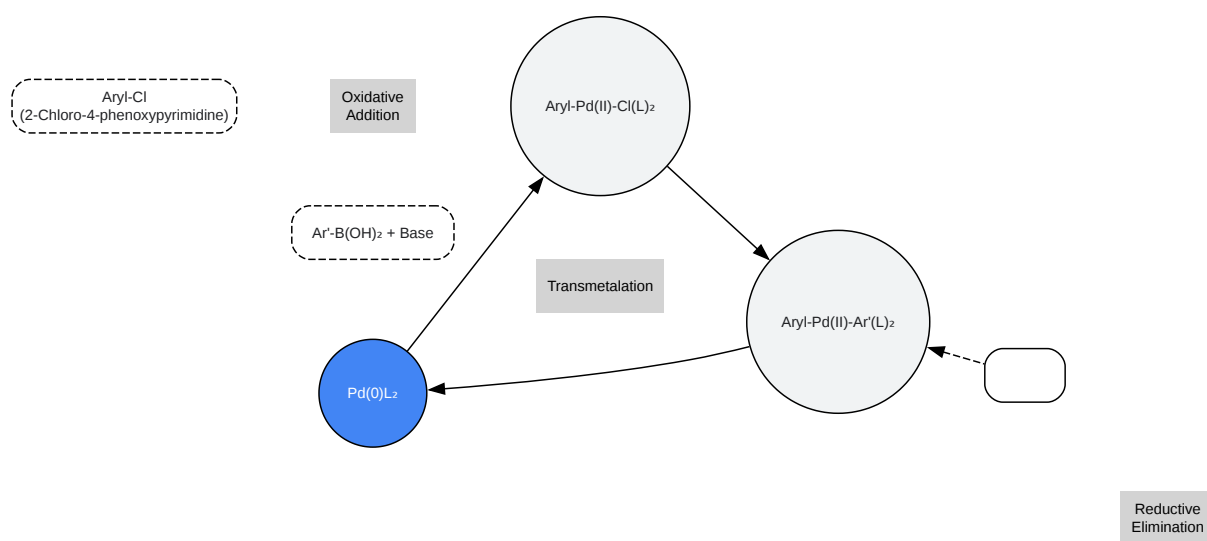 Aryl-Cl
(2-Chloro-4-phenoxypyrimidine)
Oxidative
Addition
Aryl-Pd(II)-Cl(L)₂
Ar'-B(OH)₂ + Base
Transmetalation
Aryl-Pd(II)-Ar'(L)₂
Pd(0)L₂
Reductive
Elimination